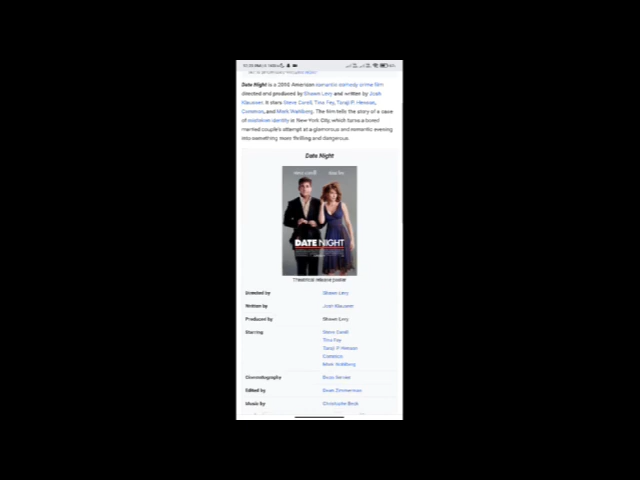 Date Night is a 2010 American romantic comedy crime film
directed and produced by Shawn Levy and written by Josh
Klausner. It stars Steve Carell, Tina Fey, Taraji P. Henson,
Common, and Mark Wahlberg. The film tells the story of a case
of mistaken identity in New York City, which turns a bored
married couple's attempt at a glamorous and romantic evening
into something more thrilling and dangerous.
Date Night
steve carell tina fey
DATE NIGHT
Theatrical release poster
Directed by Shawn Levy
Written by Josh Klausner
Produced by Shawn Levy
Starring Steve Carell
Tina Fey
Taraji P. Henson
Common
Mark Wahlberg
Cinematography Dean Semler
Edited by Dean Zimmerman
Music by Christophe Beck